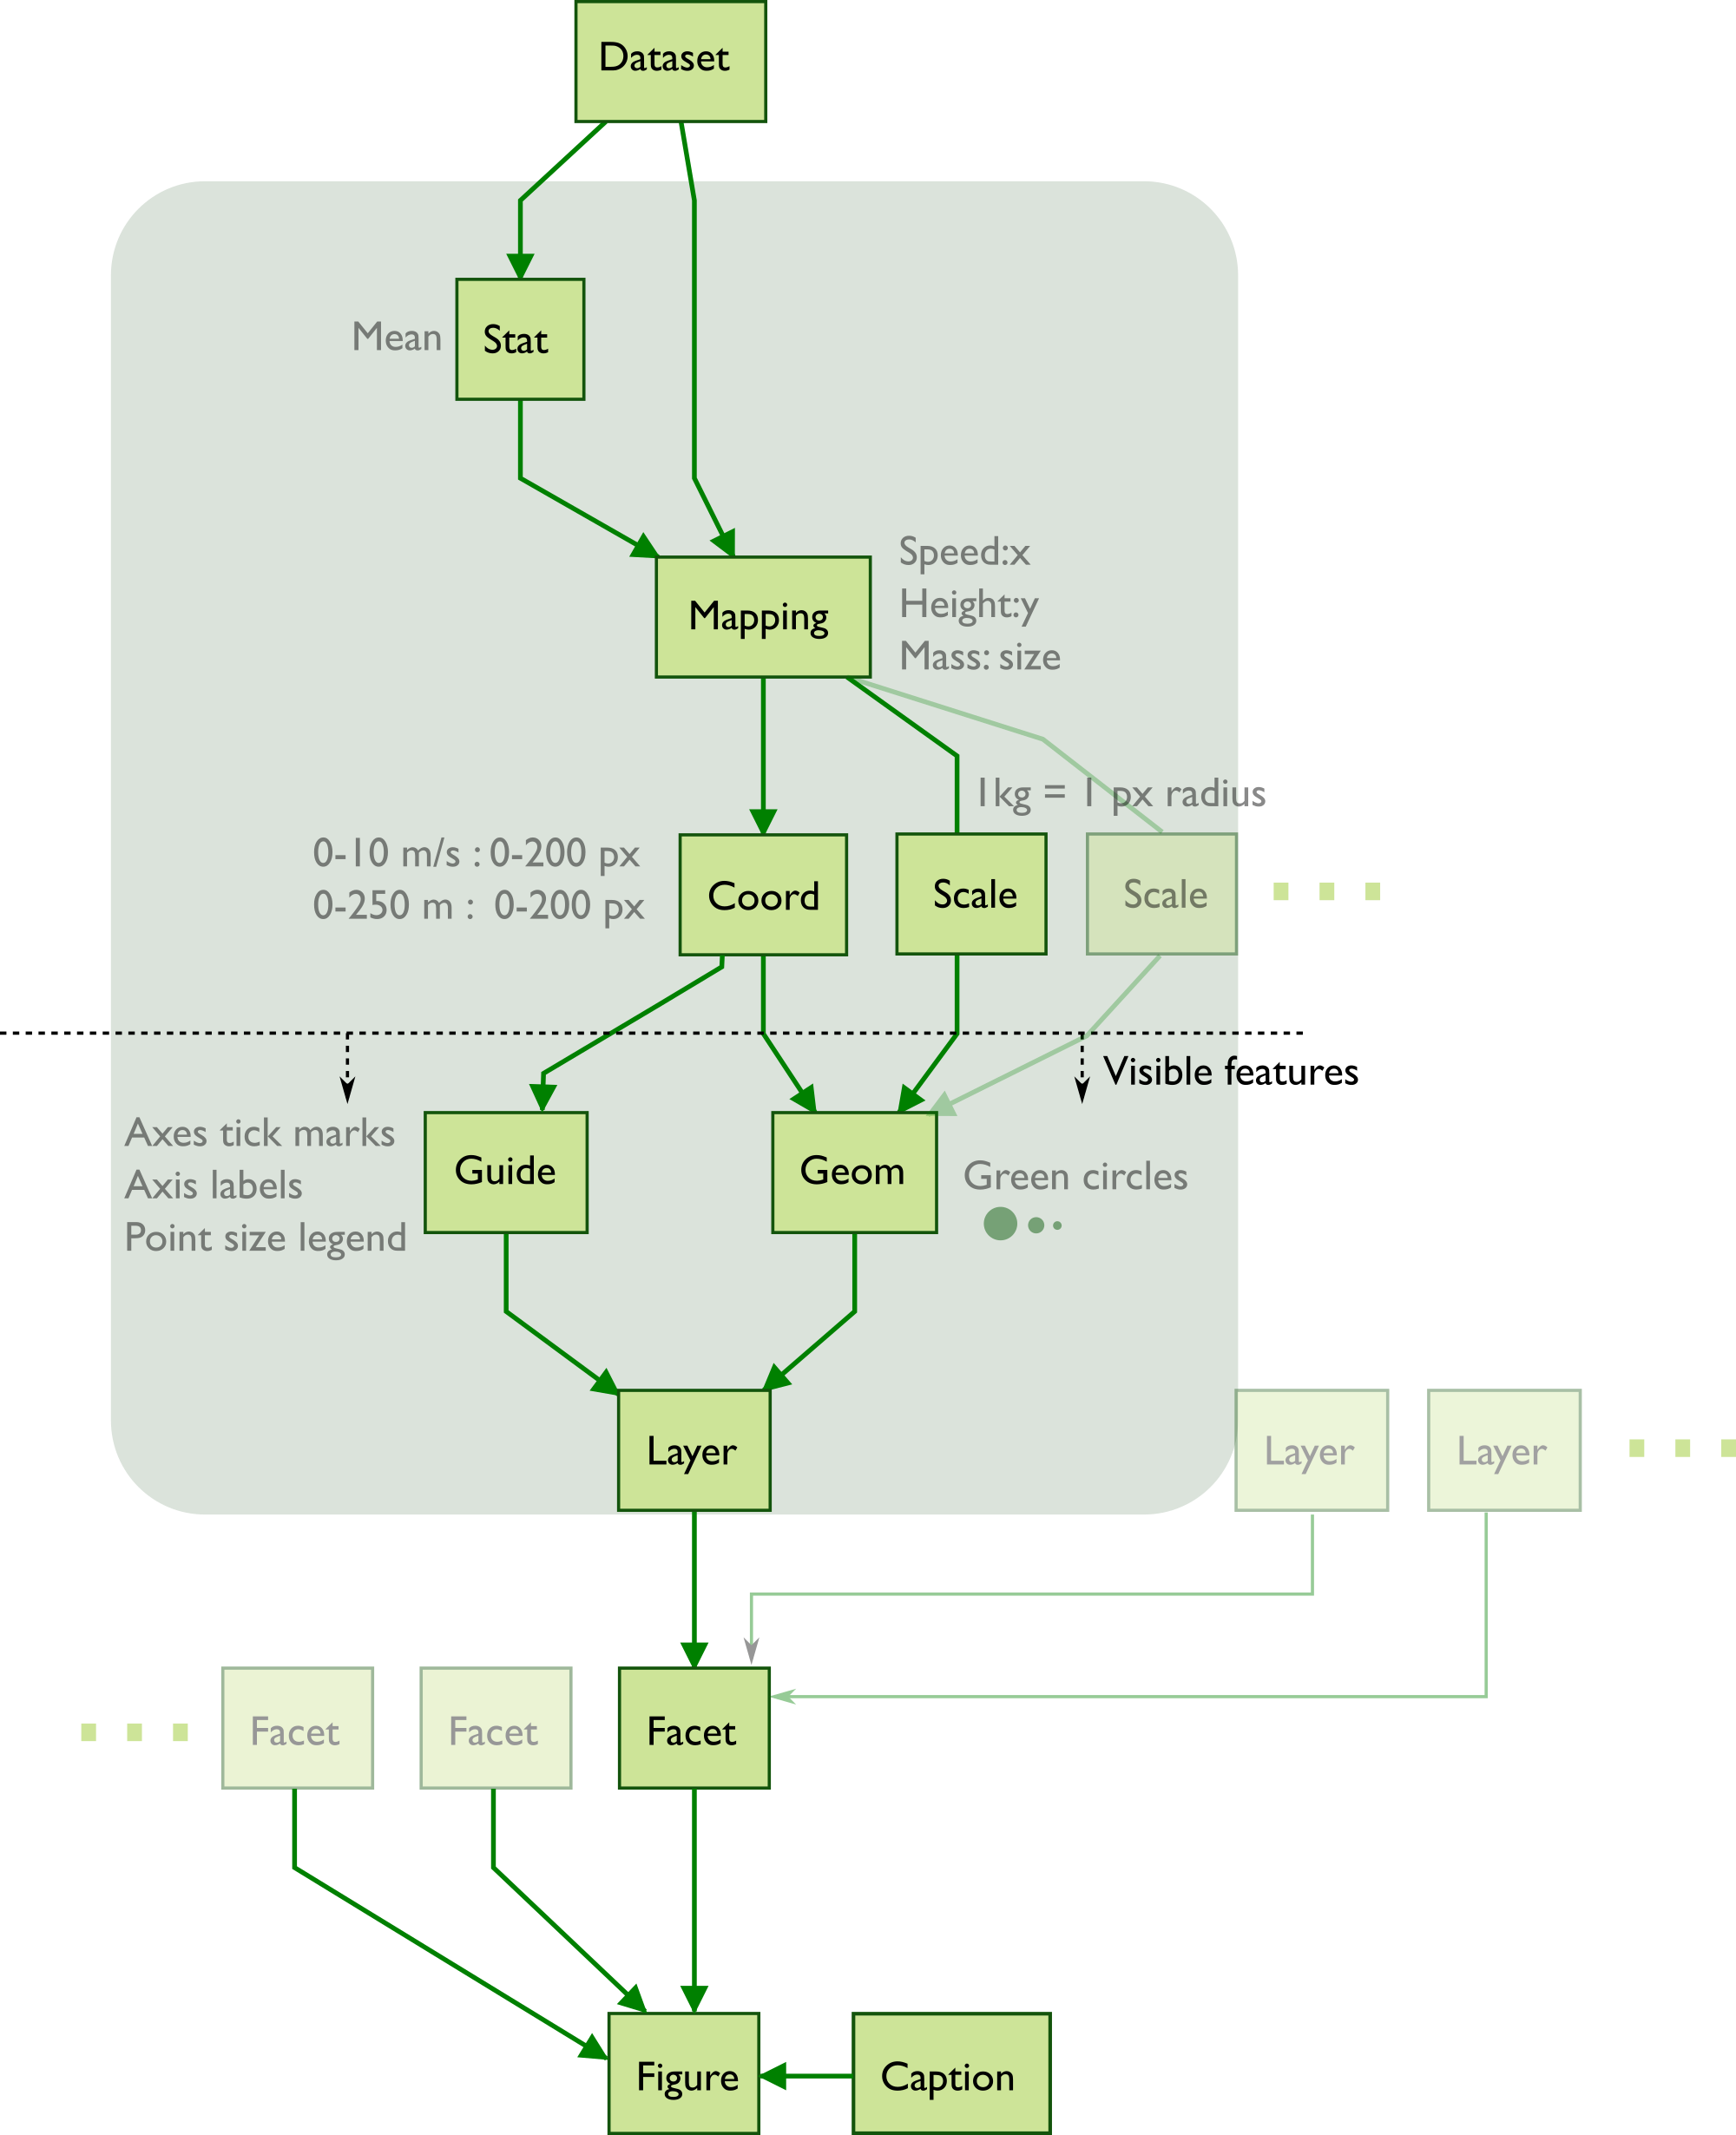 Dataset
Mean
Stat
Mapping
Speed:x
Height:y
Mass: size
1kg = 1 px radius
0-10 m/s : 0-200 px
0-250 m : 0-200 px
Coord
Scale
Scale
Visible features
Axes tick marks
Axis labels
Point size legend
Guide
Geom
Green circles
Layer
Layer
Layer
Facet
Facet
Facet
Figure
Caption